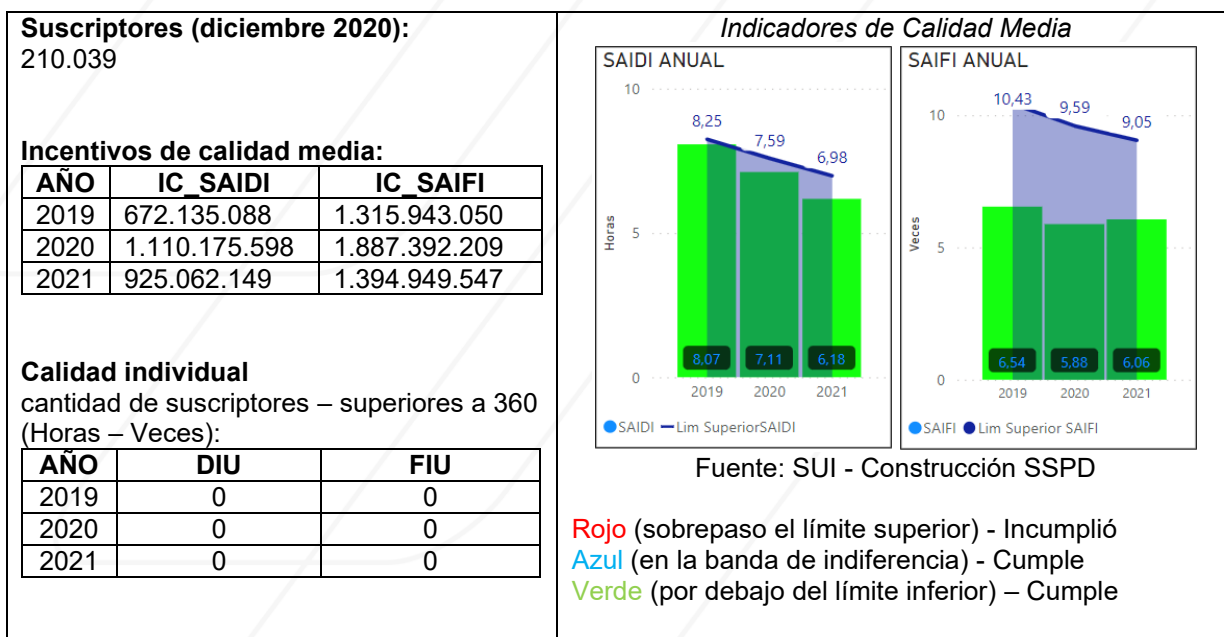 Suscriptores (diciembre 2020):
210.039
Incentivos de calidad media:
AÑO IC_SAIDI IC_SAIFI
2019 672.135.088 1.315.943.050
2020 1.110.175.598 1.887.392.209
2021 925.062.149 1.394.949.547
Calidad individual
cantidad de suscriptores – superiores a 360
(Horas – Veces):
AÑO DIU FIU
2019 0 0
2020 0 0
2021 0 0
Indicadores de Calidad Media
SAIDI ANUAL
10
8,25
7,59
6,98
Horas
5
8,07 7,11 6,18
0
2019 2020 2021
SAIDI Lim SuperiorSAIDI
SAIFI ANUAL
10,43
9,59
9,05
10
Veces
5
6,54 5,88 6,06
0
2019 2020 2021
SAIFI Lim Superior SAIFI
Fuente: SUI - Construcción SSPD
Rojo (sobrepaso el límite superior) - Incumplió
Azul (en la banda de indiferencia) - Cumple
Verde (por debajo del límite inferior) – Cumple